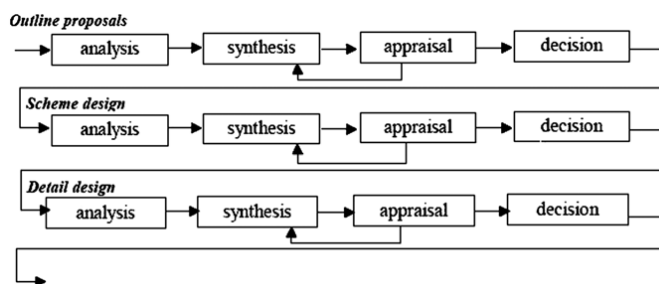 Outline proposals
analysis synthesis appraisal decision
Scheme design
analysis synthesis appraisal decision
Detail design
analysis synthesis appraisal decision